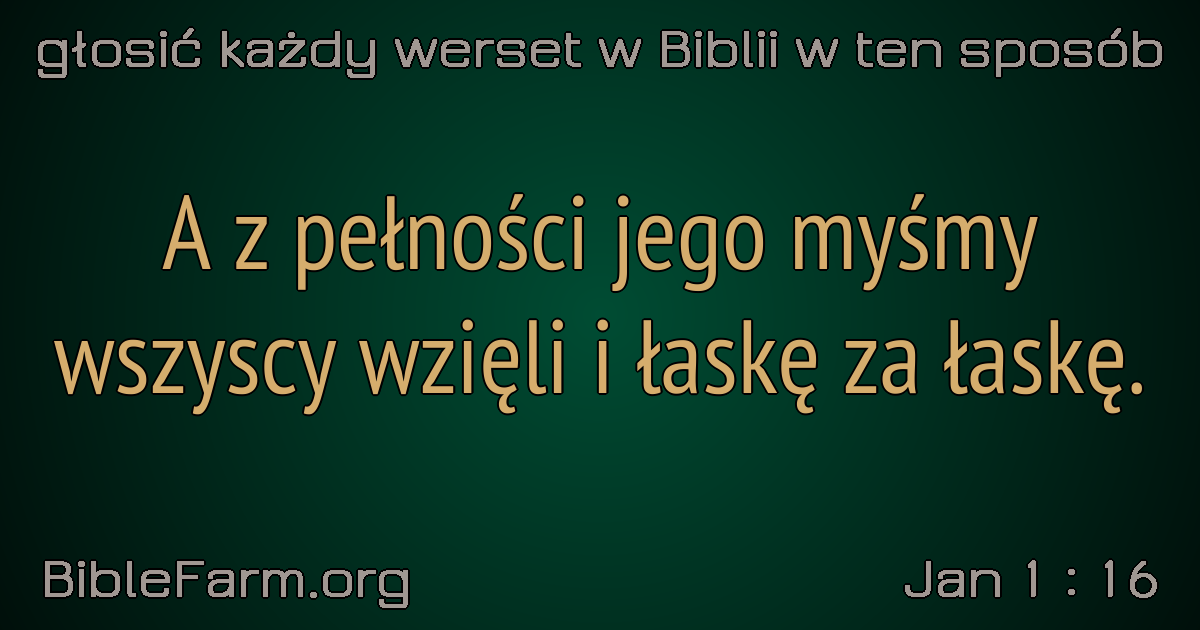 głosić każdy werset w Biblii w ten sposób
A z pełności jego myśmy
wszyscy wzięli i łaskę za łaskę.
BibleFarm.org
Jan 1 : 16